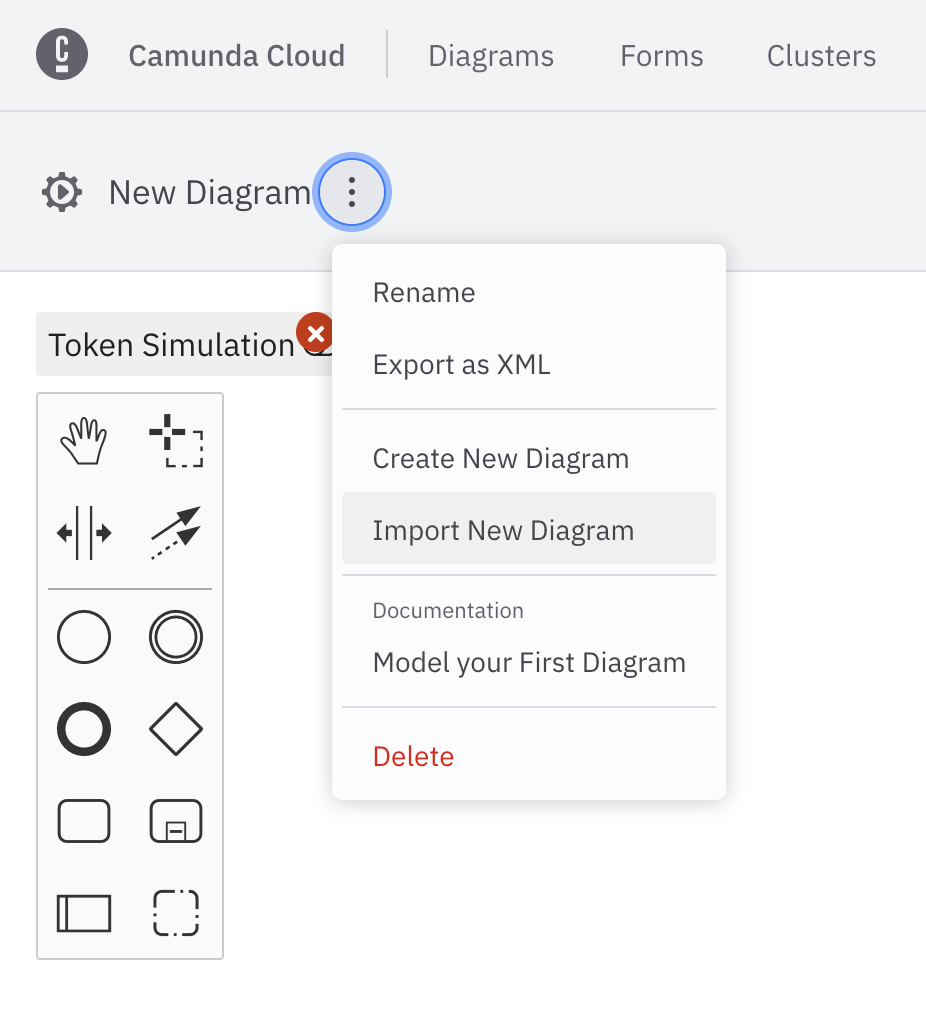 Camunda Cloud
Diagrams
Forms
Clusters
New Diagram
Rename
Token Simulation
Export as XML
Create New Diagram
Import New Diagram
Documentation
Model your First Diagram
Delete